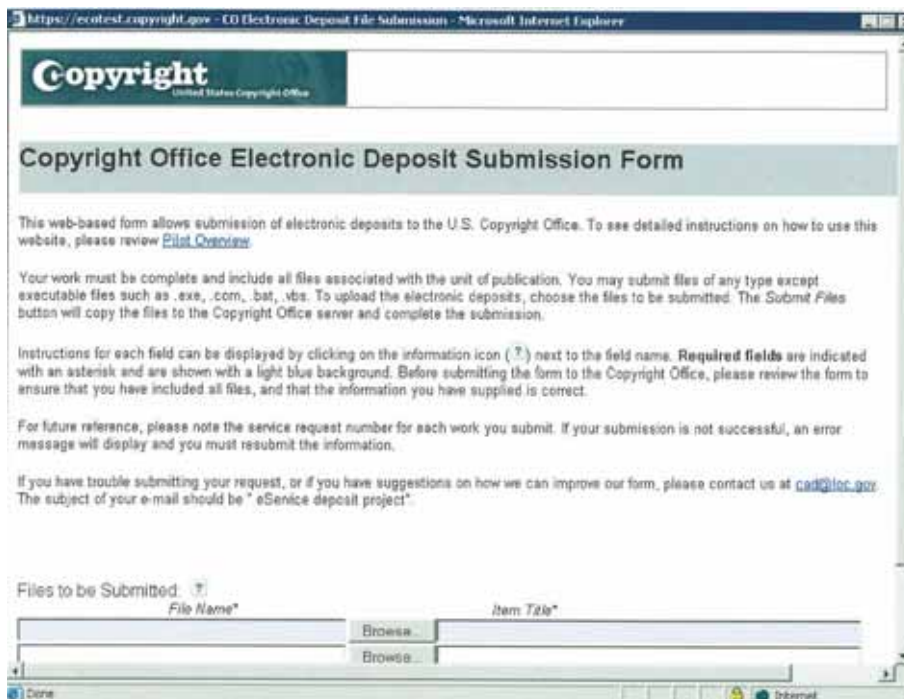 https://ecotest.copyright.gov - CO Electronic Deposit File Submission - Microsoft Internet Explorer
Copyright
United States Copyright Office
Copyright Office Electronic Deposit Submission Form
This web-based form allows submission of electronic deposits to the U.S. Copyright Office. To see detailed instructions on how to use this
website, please review Pilot Overview.
Your work must be complete and include all files associated with the unit of publication. You may submit files of any type except
executable files such as .exe, .com, .bat, .vbs. To upload the electronic deposits, choose the files to be submitted. The Submit Files
button will copy the files to the Copyright Office server and complete the submission.
Instructions for each field can be displayed by clicking on the information icon ( ? ) next to the field name. Required fields are indicated
with an asterisk and are shown with a light blue background. Before submitting the form to the Copyright Office, please review the form to
ensure that you have included all files, and that the information you have supplied is correct.
For future reference, please note the service request number for each work you submit. If your submission is not successful, an error
message will display and you must resubmit the information.
If you have trouble submitting your request, or if you have suggestions on how we can improve our form, please contact us at cad@loc.gov.
The subject of your e-mail should be " eService deposit project".
Files to be Submitted: ?
File Name* Item Title*
Browse...
Browse...
Done Internet